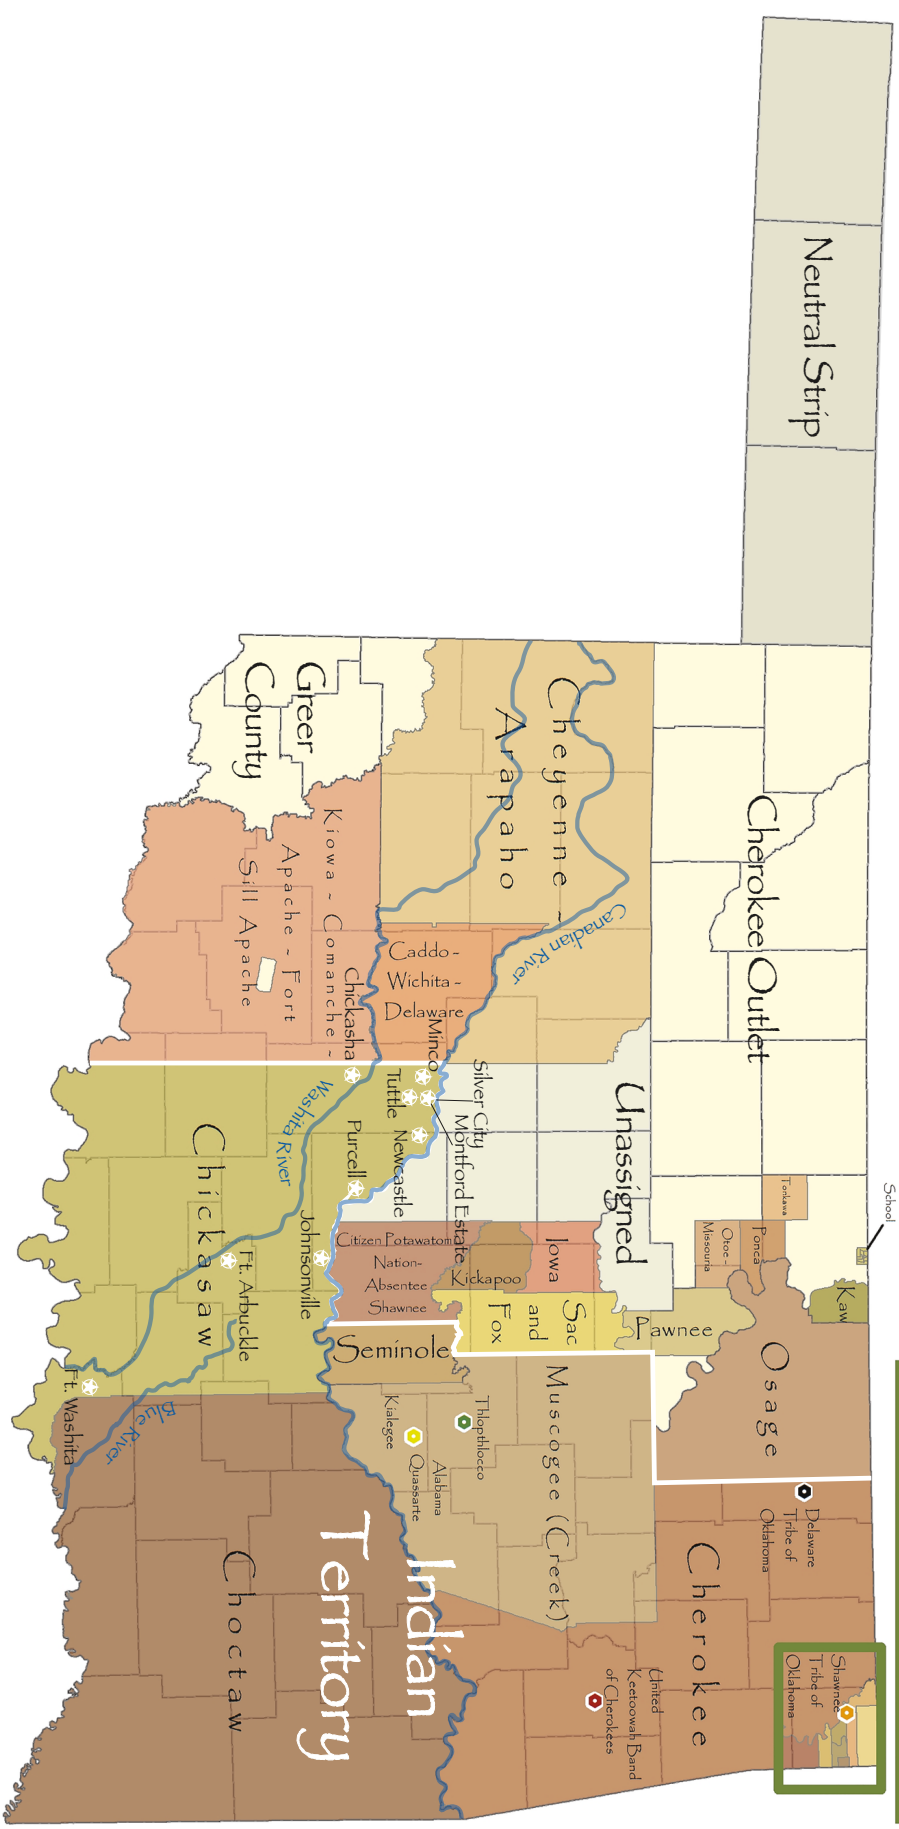 Neutral Strip
Cherokee Outlet
School
Tonkawa
Ponca
Otoe-
Missouria
Kaw
Osage
Pawnee
Cheyenne -
Arapaho
Canadian River
Unassigned
Greer
County
Kiowa - Comanche -
Apache - Fort
Sill Apache
Caddo-
Wichita-
Delaware
Chickasha
Minco
Tuttle
Silver City
Montford Estate
Newcastle
Purcell
Washita River
Johnsonville
Chickasaw
Ft. Arbuckle
Ft. Washita
Blue River
Iowa
Kickapoo
Sac
and
Fox
Citizen Potawatomi
Nation-
Absentee
Shawnee
Seminole
Muscoge (Creek)
Thlopthlocco
Alabama
Quassarte
Kialegee
Indian
Territory
Choctaw
Cherokee
Delaware
Tribe of
Oklahoma
United
Keetoowah Band
of Cherokees
Shawnee
Tribe of
Oklahoma